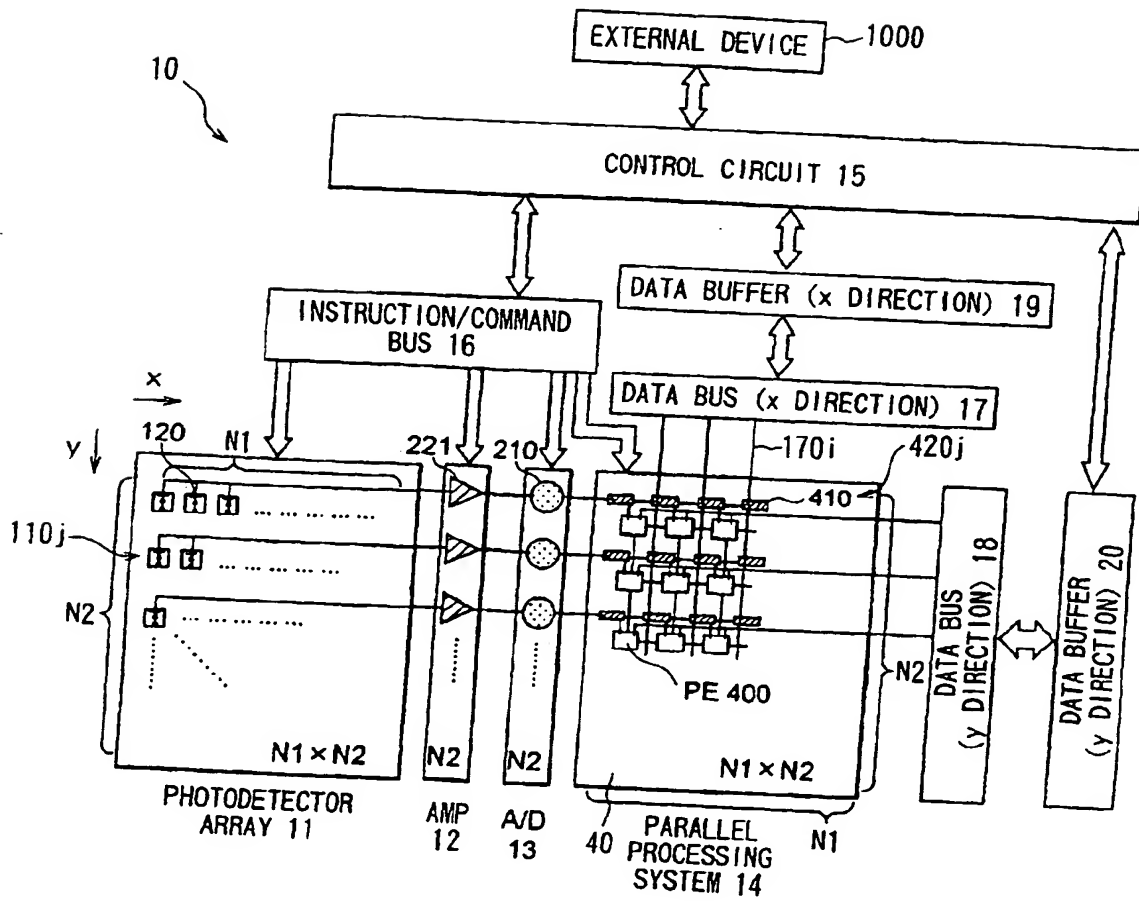 EXTERNAL DEVICE
1000
10
CONTROL CIRCUIT 15
DATA BUFFER (x DIRECTION) 19
INSTRUCTION/COMMAND
BUS 16
DATA BUS (x DIRECTION) 17
x
y
120
N1
221
210
170i
420j
410
110j
N2
N2
PE 400
DATA BUS
(y DIRECTION) 18
DATA BUFFER
(y DIRECTION) 20
N1 × N2
N2
N2
N1 × N2
PHOTODETECTOR
ARRAY 11
AMP
12
A/D
13
40
PARALLEL
PROCESSING
SYSTEM 14
N1